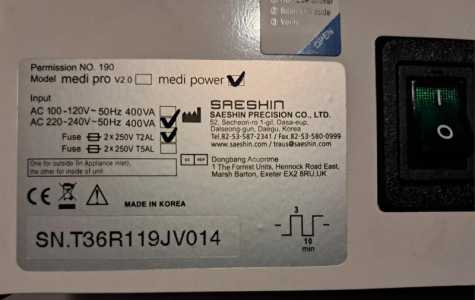 OPEN
Permission NO. 190
Model medi pro V2.0 medi power
Input
AC 100-120V~50Hz 400VA
AC 220-240V~50Hz 400VA
Fuse 2×250V T2AL
Fuse 2×250V T5AL
One for outside (in Appliance inlet),
the other for inside of unit
SAESHIN
SAESHIN PRECISION CO., LTD.
52, Secheon-ro 1-gil, Dasa-eup,
Dalseong-gun, Daegu, Korea
Tel.82-53-587-2341 / Fax.82-53-580-0999
www.saeshin.com / traus@saeshin.com
EC REP
Dongbang Acuprime
1 The Forrest Units, Hennock Road East,
Marsh Barton, Exeter EX2 8RU.UK
CE
MADE IN KOREA
SN.T36R119JV014
3
10
min